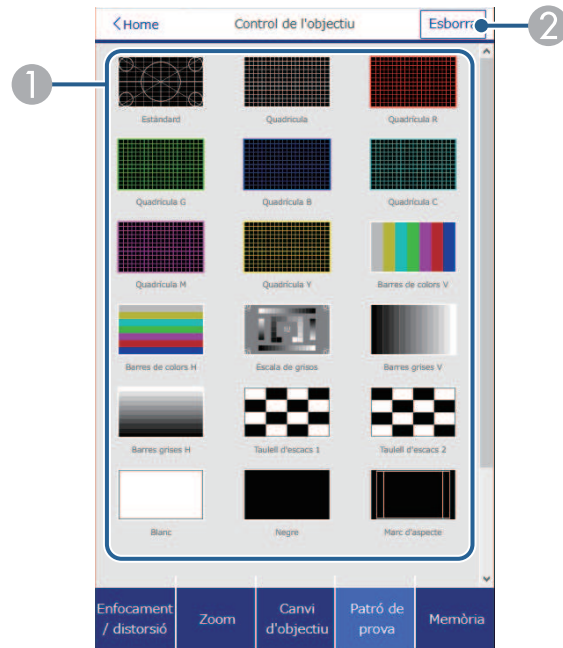 Home
Control de l'objectiu
Esborra
2
1
Estàndard
Quadrícula
Quadrícula R
Quadrícula G
Quadrícula B
Quadrícula C
Quadrícula M
Quadrícula Y
Barres de colors V
Barres de colors H
Escala de grisos
Barres grises V
Barres grises H
Taulell d'escacs 1
Taulell d'escacs 2
Blanc
Negre
Marc d'aspecte
Enfocament
/ distorsió
Zoom
Canvi
d'objectiu
Patró de
prova
Memòria